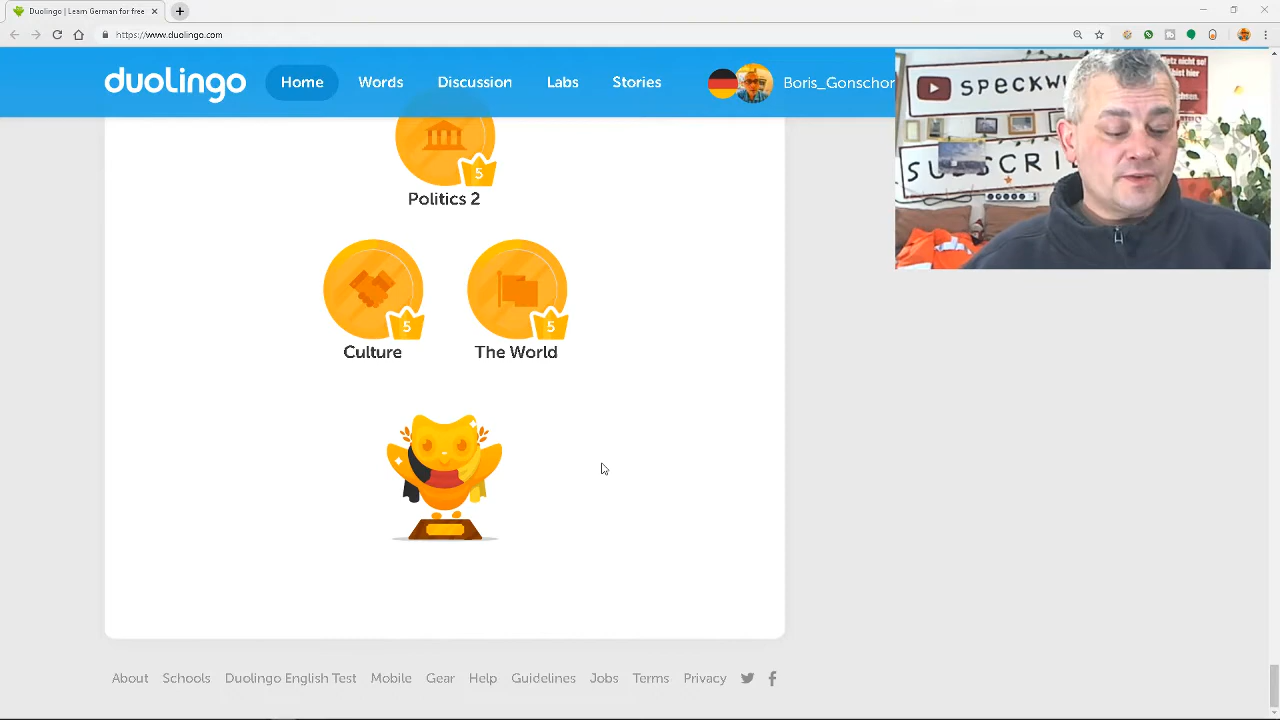 Duolingo | Learn German for free
https://www.duolingo.com
duolingo
Home
Words
Discussion
Labs
Stories
Boris_Gonschor
SPECKW
SUBSCRI
5
Politics 2
5
5
Culture
The World
About
Schools
Duolingo English Test
Mobile
Gear
Help
Guidelines
Jobs
Terms
Privacy